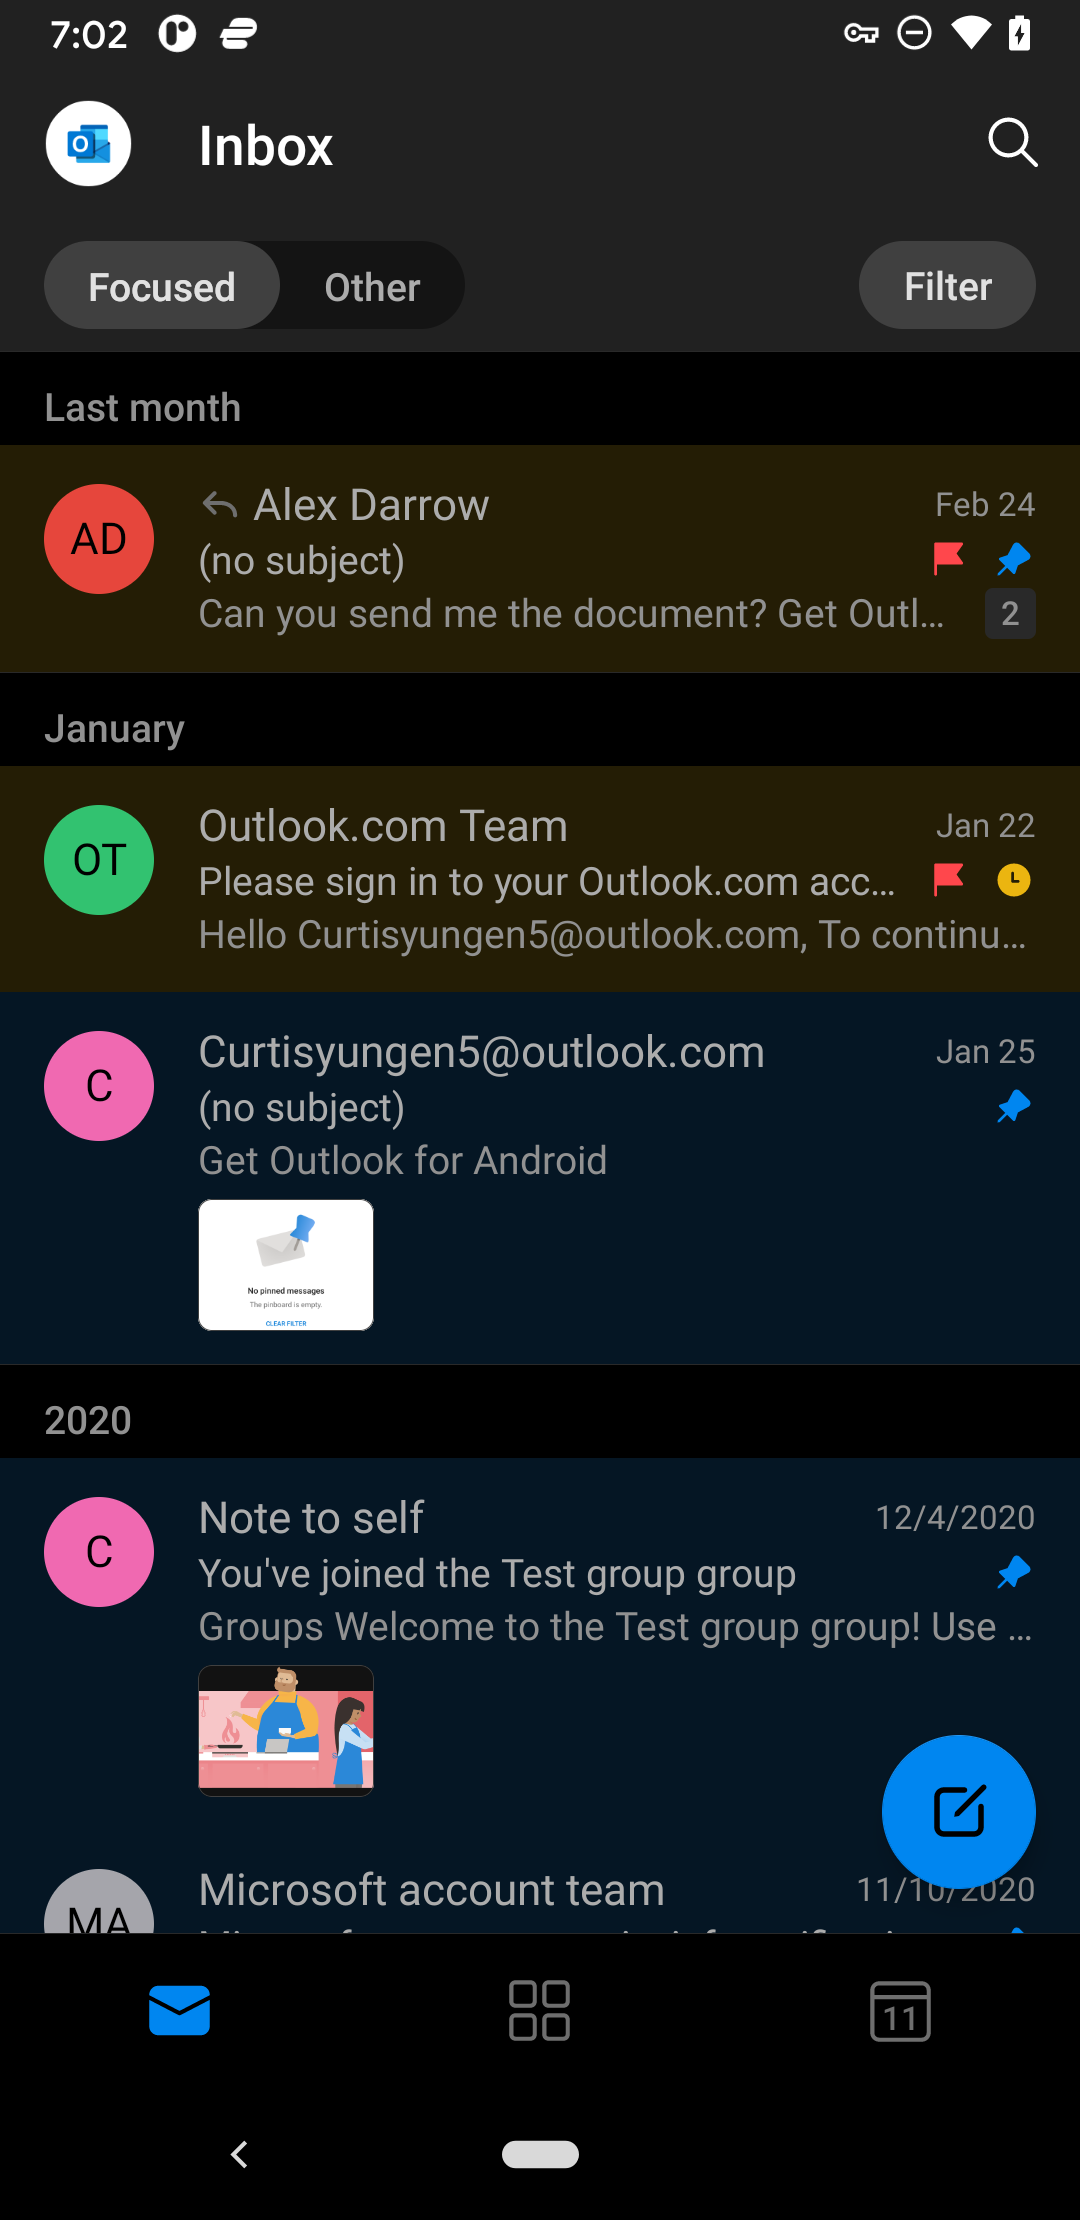 7:02
Inbox
Focused
Other
Filter
Last month
AD
Alex Darrow
Feb 24
(no subject)
Can you send me the document? Get Outl...
2
January
OT
Outlook.com Team
Jan 22
Please sign in to your Outlook.com acc...
Hello Curtisyungen5@outlook.com, To continu...
C
Curtisyungen5@outlook.com
Jan 25
(no subject)
Get Outlook for Android
No pinned messages
The pinboard is empty.
CLEAR FILTER
2020
C
Note to self
12/4/2020
You've joined the Test group group
Groups Welcome to the Test group group! Use ...
MA
Microsoft account team
11/10/2020
11